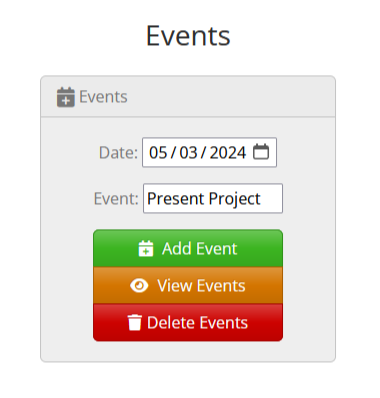 Events
Events
Date: 05/03/2024
Event: Present Project
Add Event
View Events
Delete Events